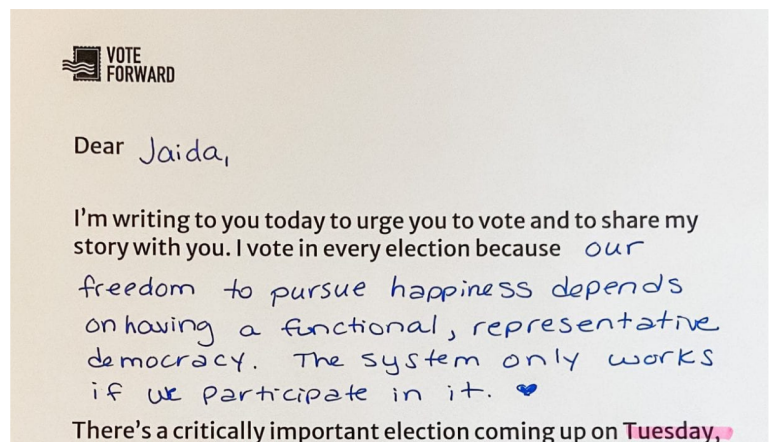 VOTE
FORWARD
Dear Jaida,
I'm writing to you today to urge you to vote and to share my
story with you. I vote in every election because our
freedom to pursue happiness depends
on having a functional, representative
democracy. The system only works
if we participate in it. ♥
There's a critically important election coming up on Tuesday,